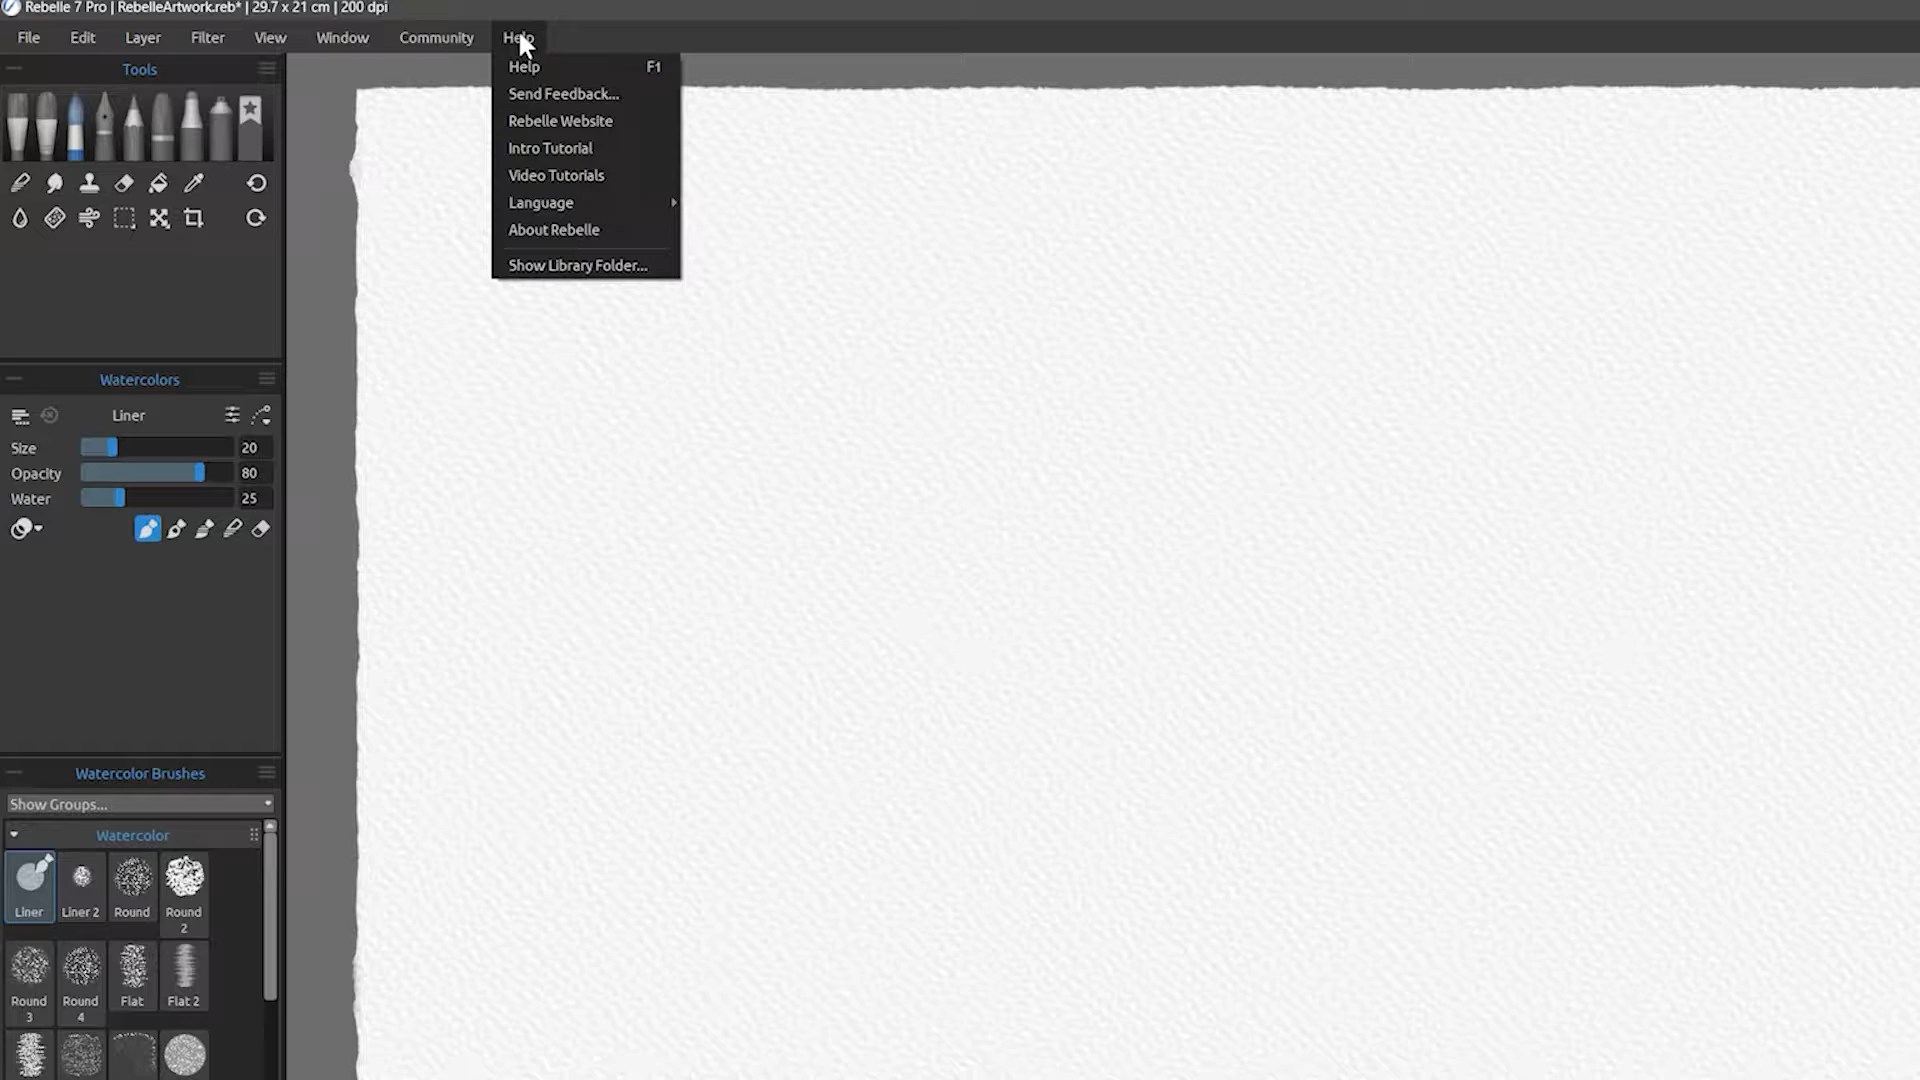 Rebelle 7 Pro | RebelleArtwork.reb* | 29.7 x 21 cm | 200 dpi
File Edit Layer Filter View Window Community Help
Help F1
Send Feedback...
Rebelle Website
Intro Tutorial
Video Tutorials
Language
About Rebelle
Show Library Folder...
Tools
Watercolors
Liner
Size 20
Opacity 80
Water 25
Watercolor Brushes
Show Groups...
Watercolor
Liner Liner 2 Round Round 2
Round 3 Round 4 Flat Flat 2